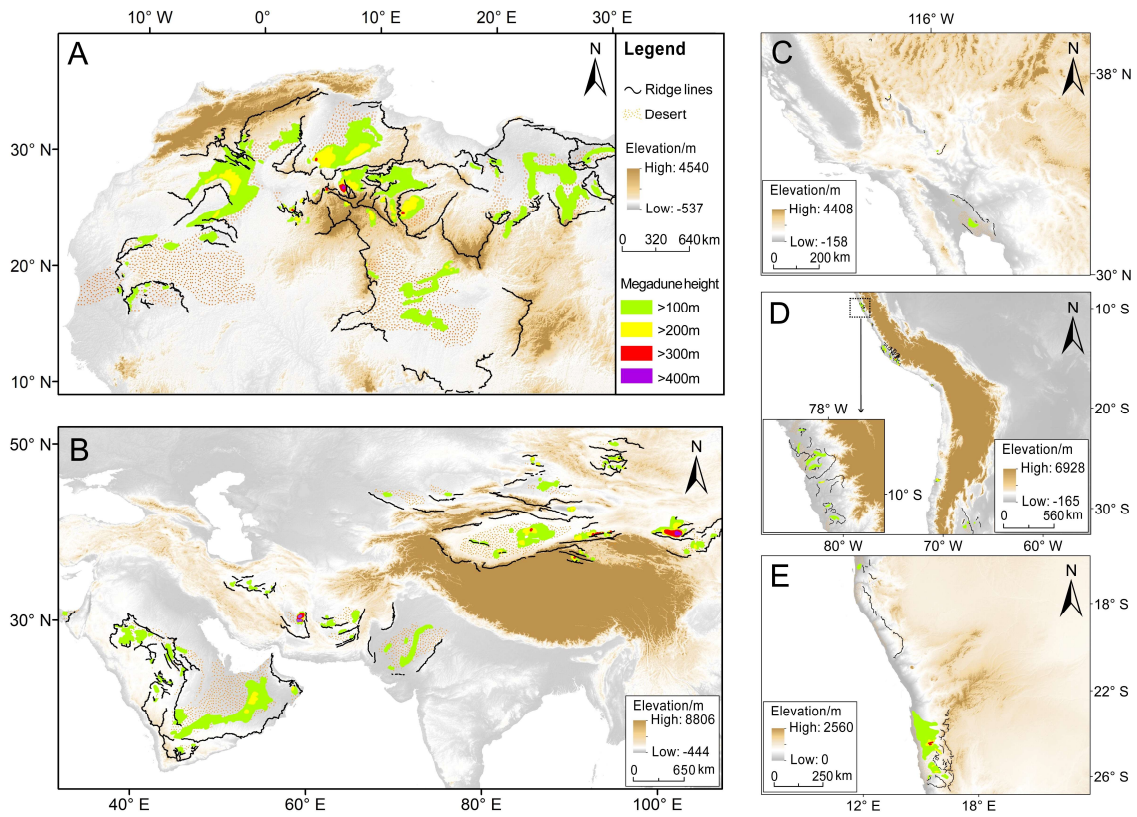 10° W
0°
10° E
20° E
30° E
A
N
30° N
20° N
10° N
Legend
Ridge lines
Desert
Elevation/m
High: 4540
Low: -537
0 320 640 km
Megadune height
>100m
>200m
>300m
>400m
116° W
C
N
38° N
30° N
Elevation/m
High: 4408
Low: -158
0 200 km
D
N
10° S
20° S
30° S
78° W
10° S
Elevation/m
High: 6928
Low: -165
0 560 km
80° W
70° W
60° W
B
N
50° N
30° N
Elevation/m
High: 8806
Low: -444
0 650 km
40° E
60° E
80° E
100° E
E
N
18° S
22° S
26° S
Elevation/m
High: 2560
Low: 0
0 250 km
12° E
18° E